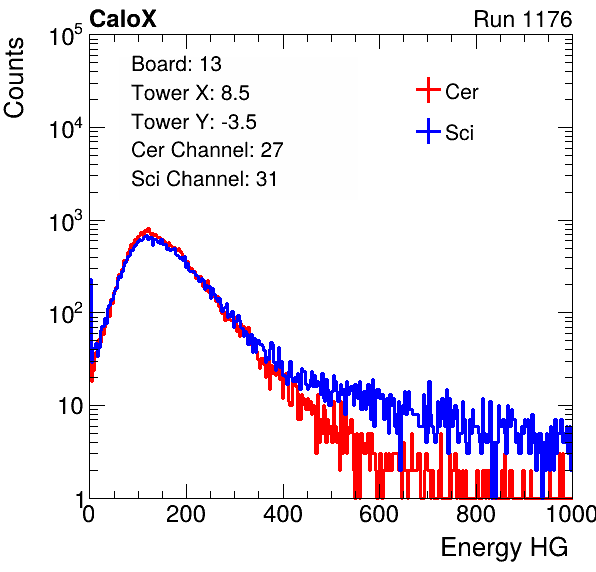 CaloX Run 1176
Counts
10^5
10^4
10^3
10^2
10
1
Board: 13
Tower X: 8.5
Tower Y: -3.5
Cer Channel: 27
Sci Channel: 31
Cer
Sci
0 200 400 600 800 1000
Energy HG